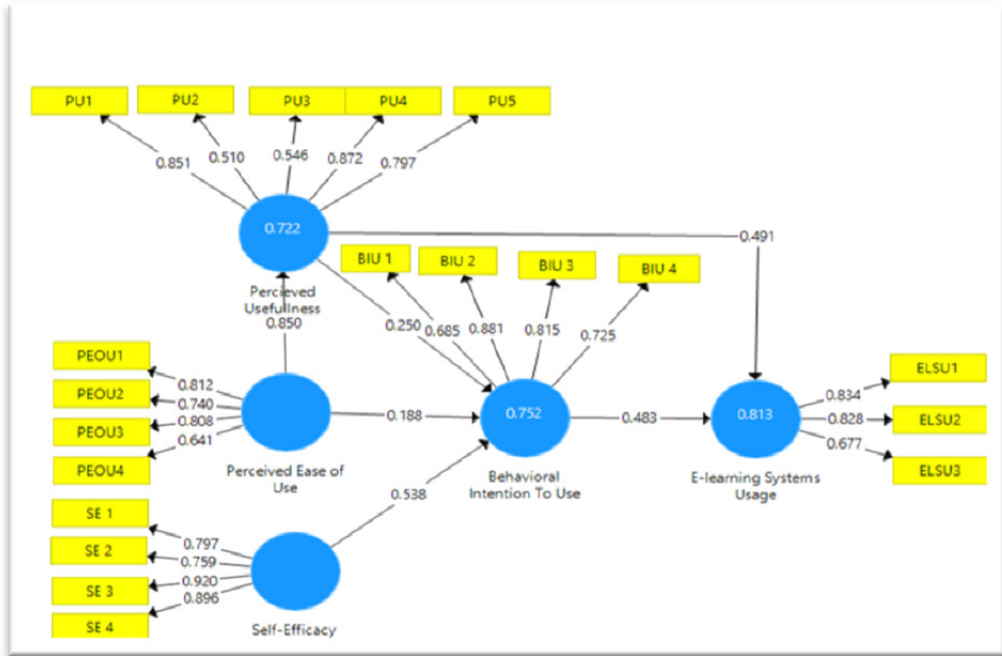 PU1 PU2 PU3 PU4 PU5
0.851 0.510 0.546 0.872 0.797
0.722
0.491
Percieved
Usefullness
BIU 1 BIU 2 BIU 3 BIU 4
0.850
0.250 0.685 0.881 0.815 0.725
PEOU1
PEOU2
PEOU3
PEOU4
0.812
0.740
0.808
0.641
0.188
0.752
0.483
0.813
0.834
0.828
0.677
ELSU1
ELSU2
ELSU3
Perceived Ease of
Use
Behavioral
Intention To Use
E-learning Systems
Usage
0.538
SE 1
SE 2
SE 3
SE 4
0.797
0.759
0.920
0.896
Self-Efficacy